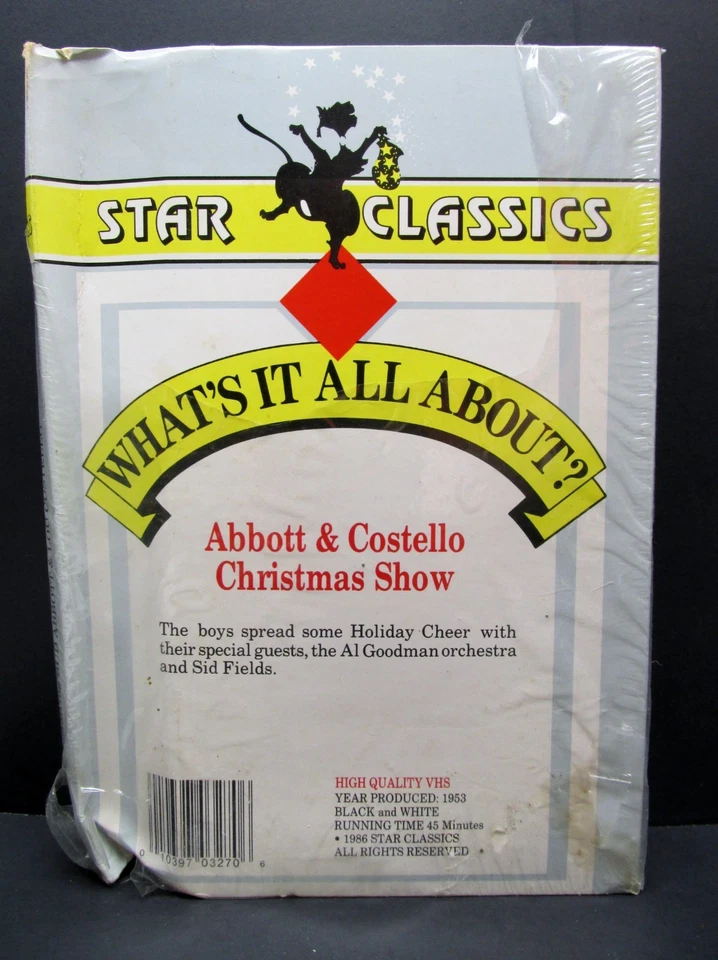 STAR CLASSICS
WHAT'S IT ALL ABOUT?
Abbott & Costello
Christmas Show
The boys spread some Holiday Cheer with
their special guests, the Al Goodman orchestra
and Sid Fields.
HIGH QUALITY VHS
YEAR PRODUCED: 1953
BLACK and WHITE
RUNNING TIME 45 Minutes
• 1986 STAR CLASSICS
ALL RIGHTS RESERVED
0 10397 03270 6